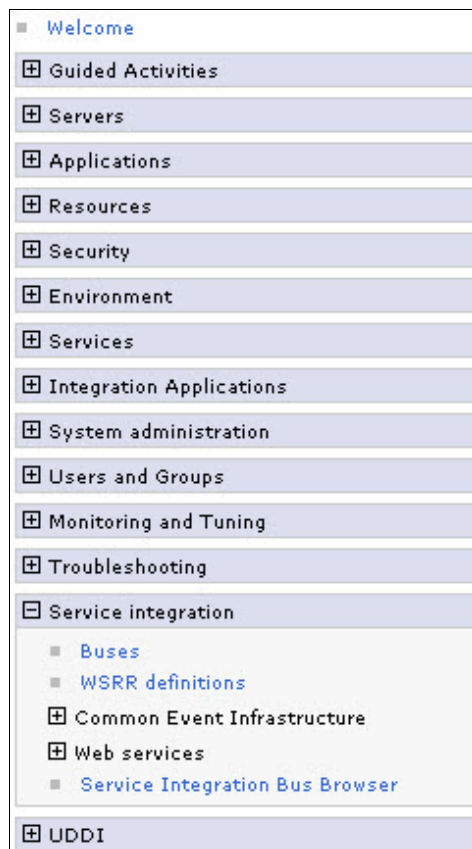 Welcome
Guided Activities
Servers
Applications
Resources
Security
Environment
Services
Integration Applications
System administration
Users and Groups
Monitoring and Tuning
Troubleshooting
Service integration
Buses
WSRR definitions
Common Event Infrastructure
Web services
Service Integration Bus Browser
UDDI